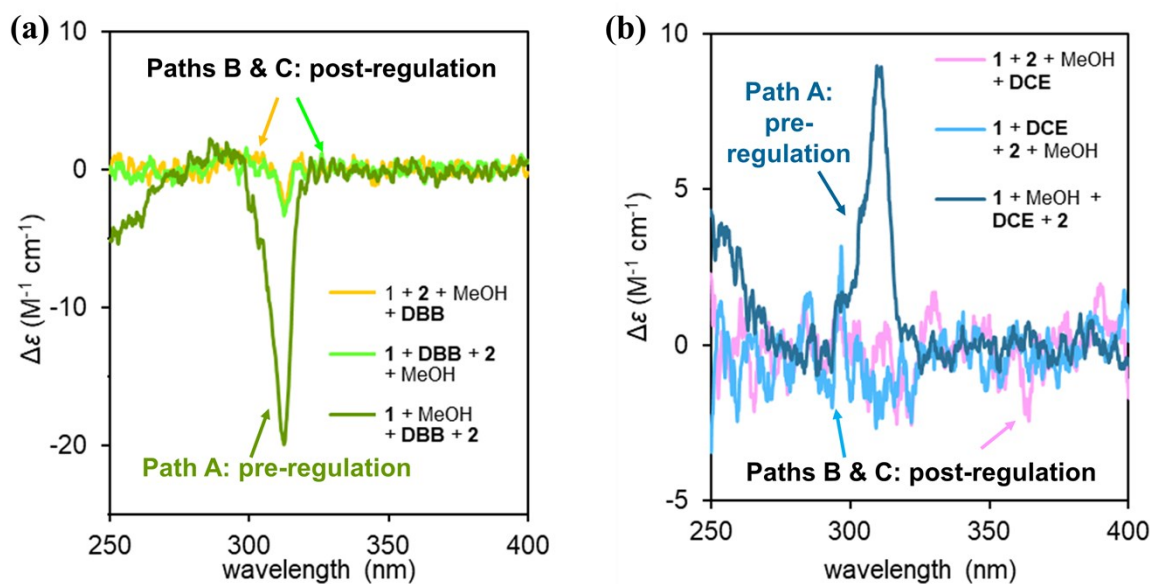 (a)
10
0
-10
-20
Δε (M⁻¹ cm⁻¹)
Paths B & C: post-regulation
1 + 2 + MeOH
+ DBB
1 + DBB + 2
+ MeOH
1 + MeOH
+ DBB + 2
Path A: pre-regulation
250 300 350 400
wavelength (nm)
(b)
10
5
0
-5
Δε (M⁻¹ cm⁻¹)
Path A:
pre-
regulation
1 + 2 + MeOH
+ DCE
1 + DCE
+ 2 + MeOH
1 + MeOH +
DCE + 2
Paths B & C: post-regulation
250 300 350 400
wavelength (nm)